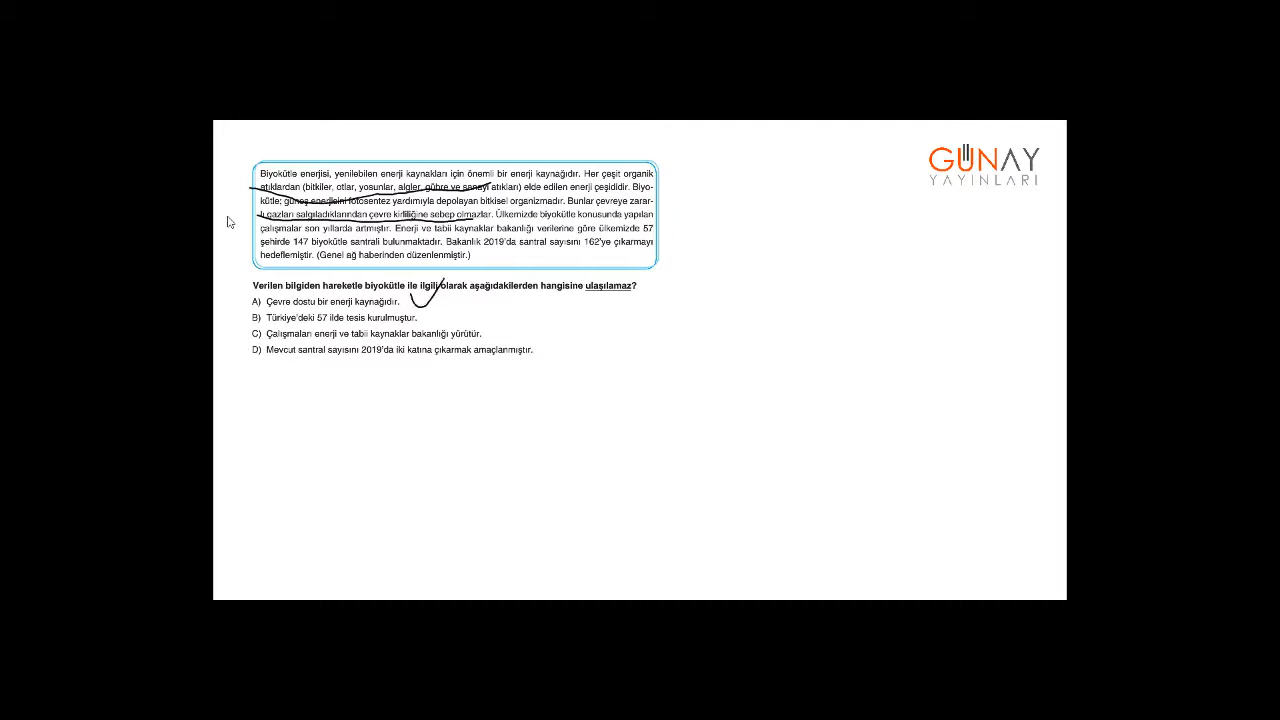 GÜNAY
YAYINLARI
Biyokütle enerjisi, yenilebilen enerji kaynakları için önemli bir enerji kaynağıdır. Her çeşit organik
atıklardan (bitkiler, otlar, yosunlar, algler, gübre ve sanayi atıkları) elde edilen enerji çeşididir. Biyo-
kütle; güneş enerjisini fotosentez yardımıyla depolayan bitkisel organizmadır. Bunlar çevreye zarar-
lı gazları salgıladıklarından çevre kirliliğine sebep olmazlar. Ülkemizde biyokütle konusunda yapılan
çalışmalar son yıllarda artmıştır. Enerji ve tabii kaynaklar bakanlığı verilerine göre ülkemizde 57
şehirde 147 biyokütle santrali bulunmaktadır. Bakanlık 2019'da santral sayısını 162'ye çıkarmayı
hedeflemiştir. (Genel ağ haberinden düzenlenmiştir.)
Verilen bilgiden hareketle biyokütle ile ilgili olarak aşağıdakilerden hangisine ulaşılamaz?
A) Çevre dostu bir enerji kaynağıdır.
B) Türkiye'deki 57 ilde tesis kurulmuştur.
C) Çalışmaları enerji ve tabii kaynaklar bakanlığı yürütür.
D) Mevcut santral sayısını 2019'da iki katına çıkarmak amaçlanmıştır.